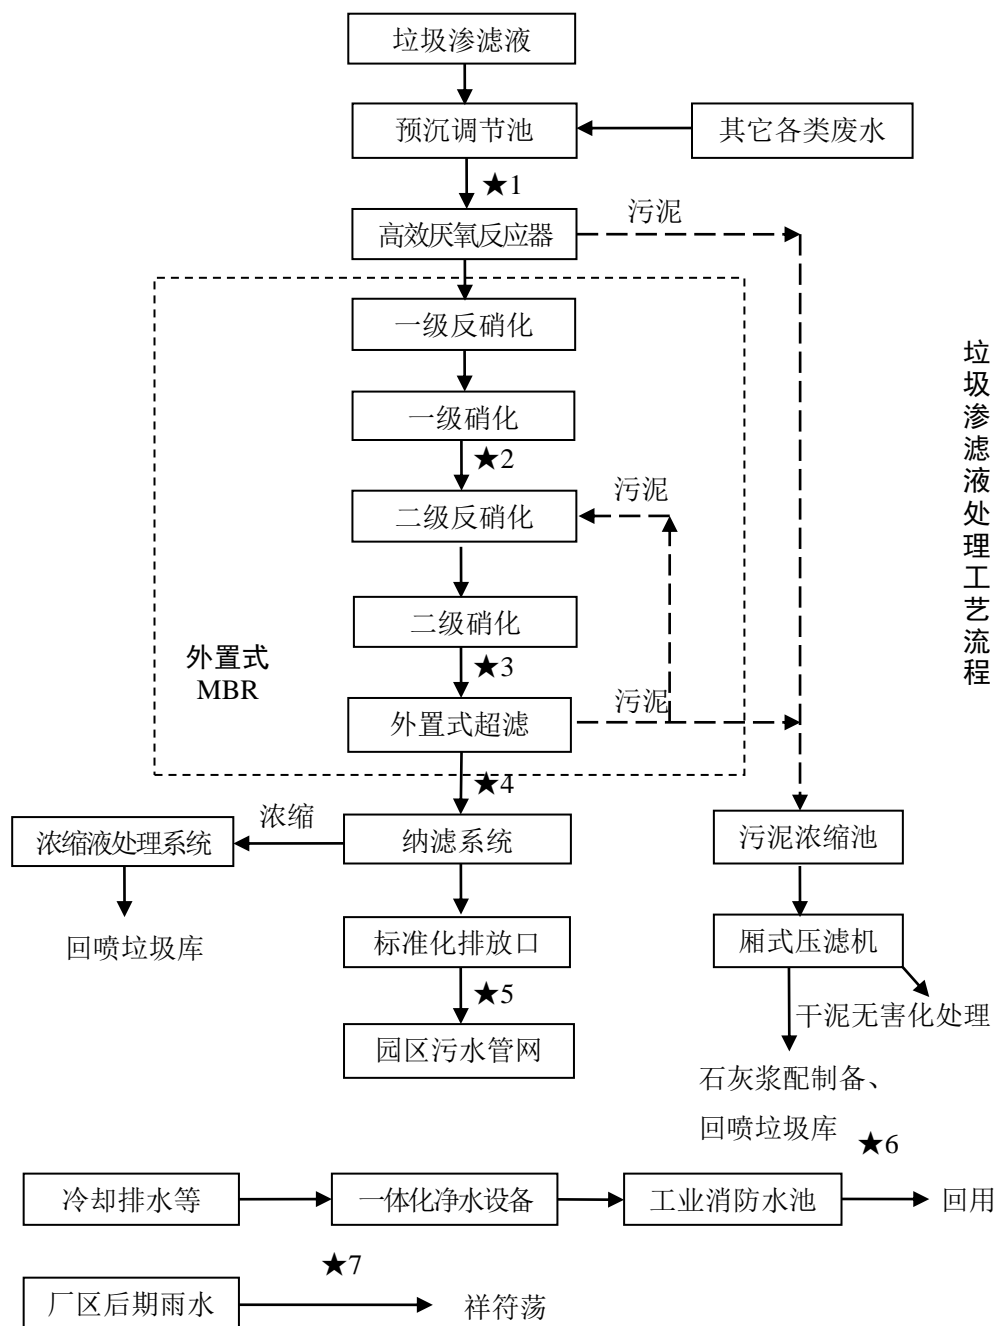 垃圾渗滤液
预沉调节池
其它各类废水
★1
污泥
高效厌氧反应器
一级反硝化
一级硝化
★2
污泥
二级反硝化
二级硝化
★3
外置式
MBR
污泥
外置式超滤
★4
浓缩
浓缩液处理系统
纳滤系统
污泥浓缩池
回喷垃圾库
标准化排放口
厢式压滤机
★5
干泥无害化处理
园区污水管网
石灰浆配制备、
回喷垃圾库
★6
冷却排水等
一体化净水设备
工业消防水池
回用
★7
厂区后期雨水
祥符荡
垃圾渗滤液处理工艺流程